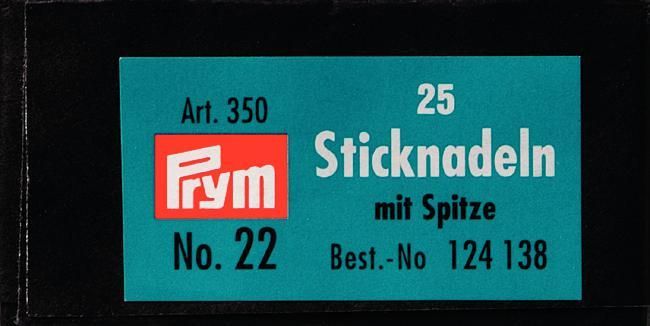 Art. 350
Prym
No. 22
25
Sticknadeln
mit Spitze
Best.-No 124 138